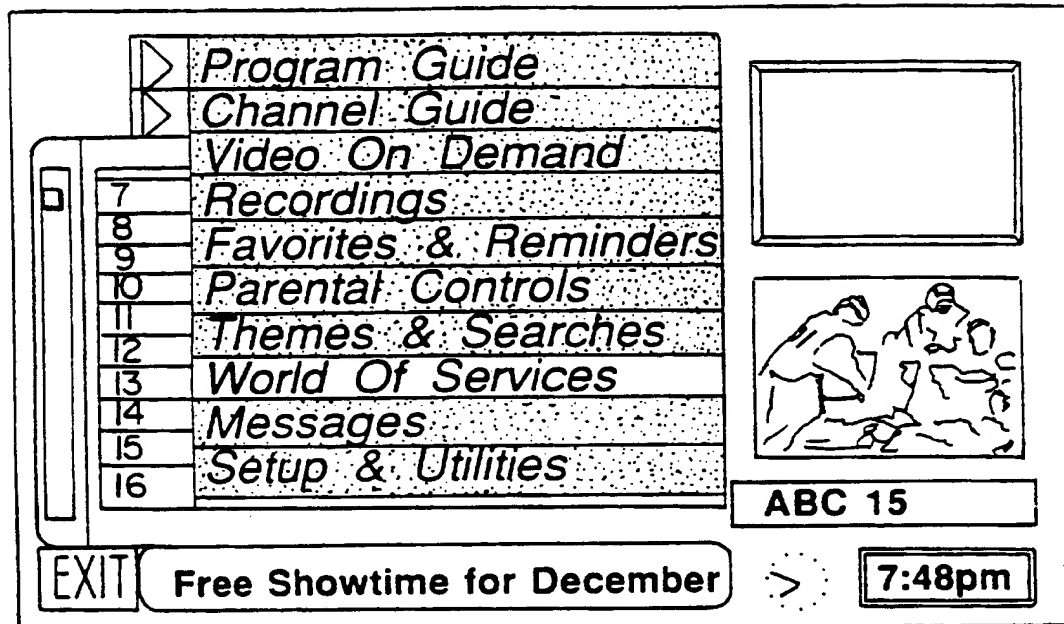 Program Guide
Channel Guide
Video On Demand
7 Recordings
8
9 Favorites & Reminders
10 Parental Controls
11
12 Themes & Searches
13 World Of Services
14 Messages
15
16 Setup & Utilities
ABC 15
EXIT Free Showtime for December 7:48pm